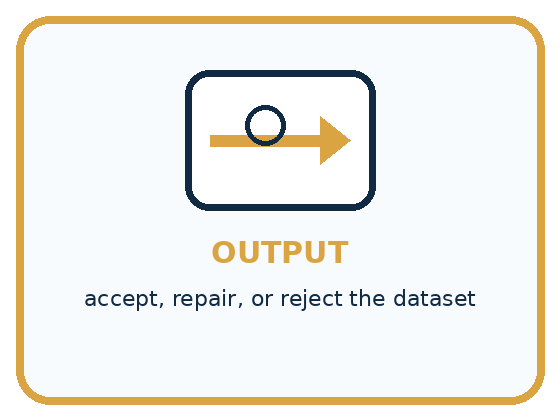 OUTPUT
accept, repair, or reject the dataset